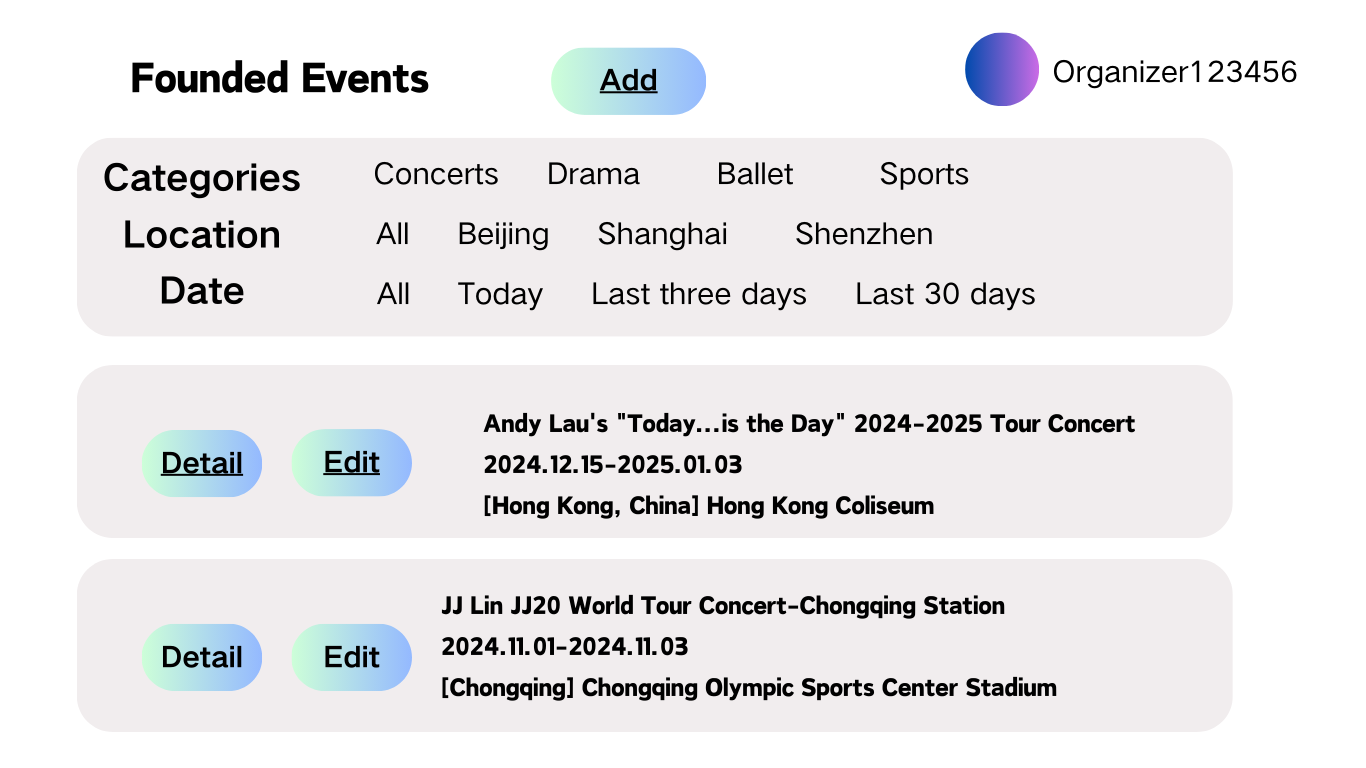 Founded Events Add Organizer123456
Categories Concerts Drama Ballet Sports
Location All Beijing Shanghai Shenzhen
Date All Today Last three days Last 30 days
Andy Lau's "Today...is the Day" 2024-2025 Tour Concert
Detail Edit 2024.12.15-2025.01.03
[Hong Kong, China] Hong Kong Coliseum
JJ Lin JJ20 World Tour Concert-Chongqing Station
Detail Edit 2024.11.01-2024.11.03
[Chongqing] Chongqing Olympic Sports Center Stadium